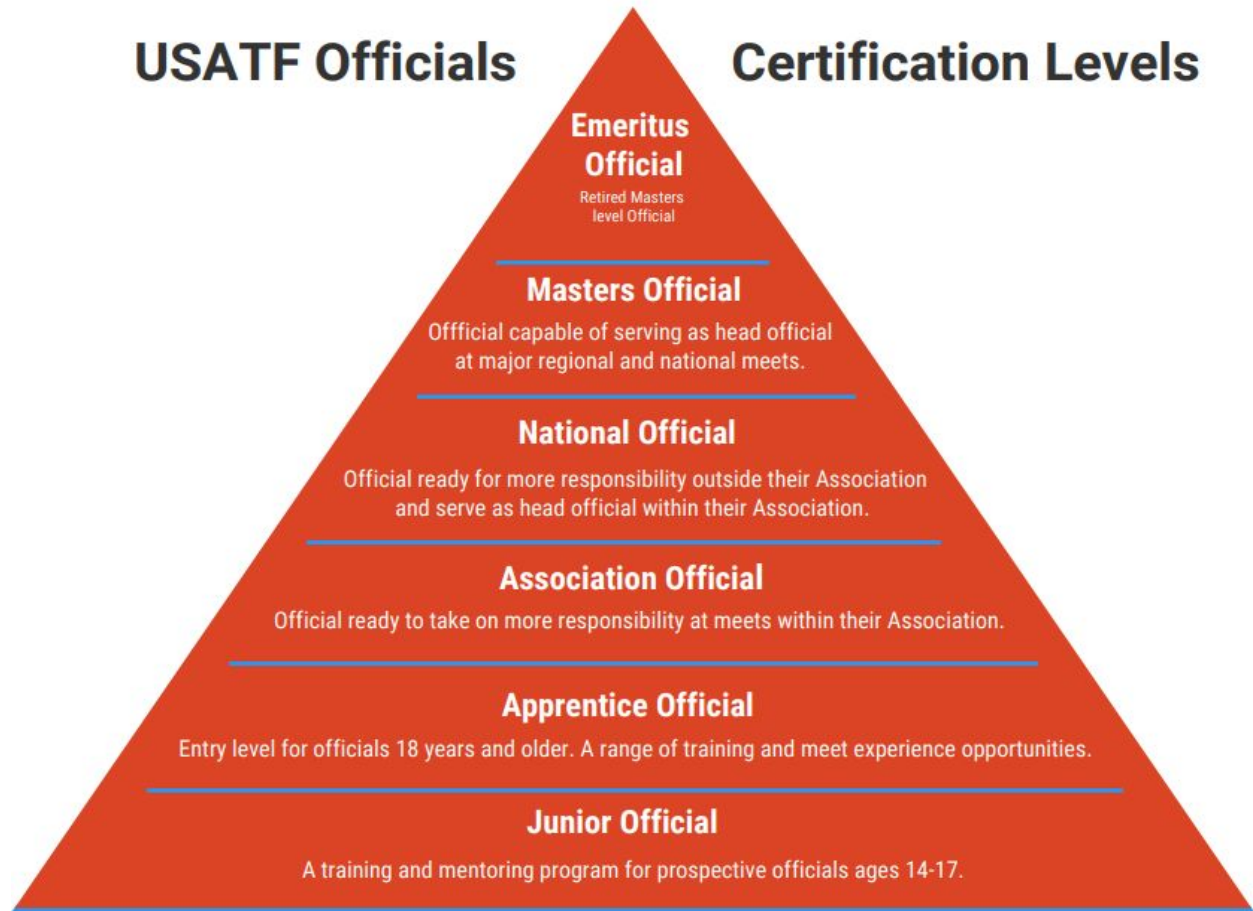 USATF Officials Certification Levels
Emeritus
Official
Retired Masters
level Official
Masters Official
Offficial capable of serving as head official
at major regional and national meets.
National Official
Official ready for more responsibility outside their Association
and serve as head official within their Association.
Association Official
Official ready to take on more responsibility at meets within their Association.
Apprentice Official
Entry level for officials 18 years and older. A range of training and meet experience opportunities.
Junior Official
A training and mentoring program for prospective officials ages 14-17.